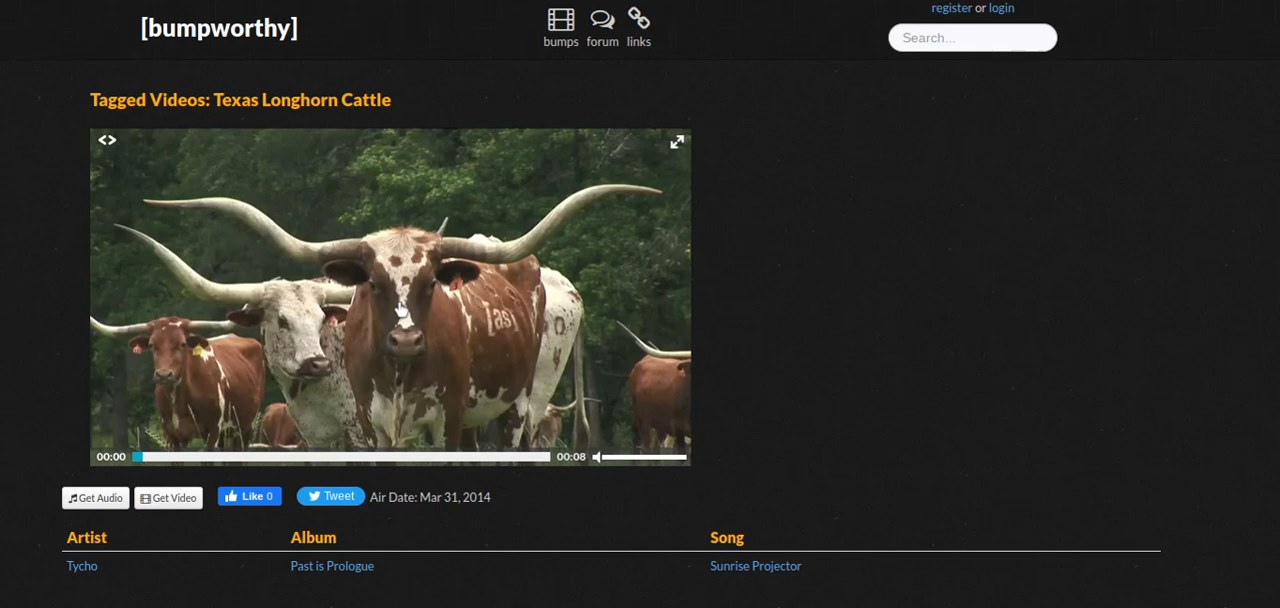 [bumpworthy]
bumps forum links
register or login
Search...
Tagged Videos: Texas Longhorn Cattle
[as]
00:00 00:08
Get Audio Get Video Like 0 Tweet Air Date: Mar 31, 2014
Artist Album Song
Tycho Past is Prologue Sunrise Projector